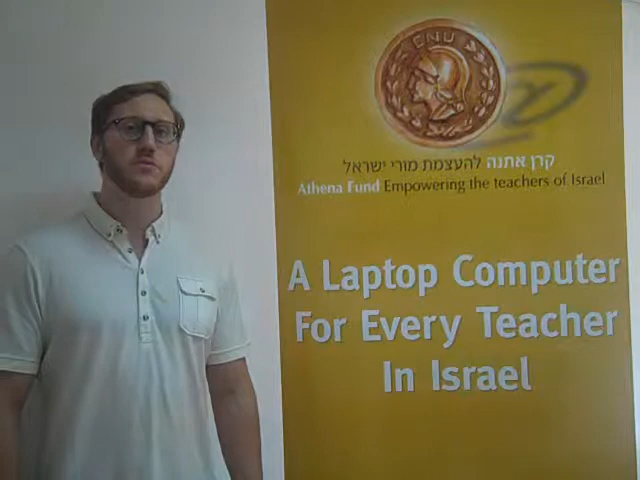 CNU
קרן אתנה להעצמת מורי ישראל
Athena Fund Empowering the teachers of Israel
A Laptop Computer
For Every Teacher
In Israel